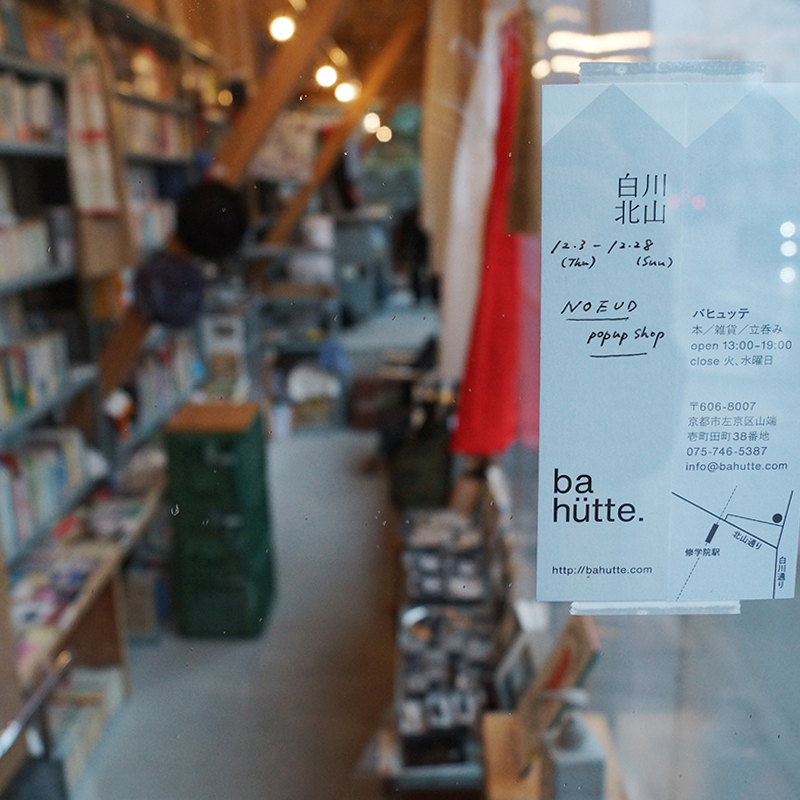 白川
北山
12.3 - 12.28
(Thu) (Sun)
NOEUD
popup shop
ba
hütte.
http://bahutte.com
バヒュッテ
本／雑貨／立呑み
open 13:00-19:00
close 火、水曜日
〒606-8007
京都市左京区山端
壱町田町38番地
075-746-5387
info@bahutte.com
北山通り
修学院駅
白川通り